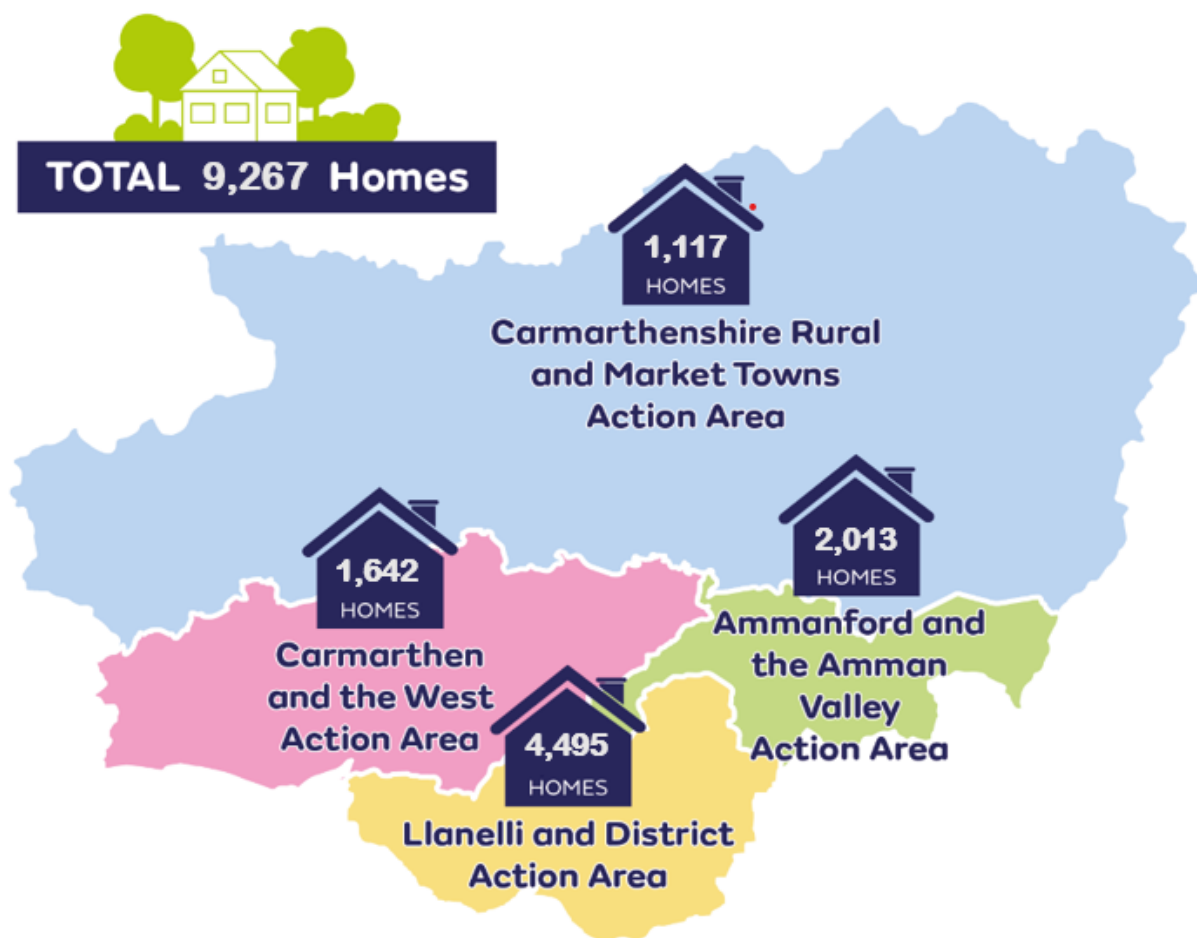 TOTAL 9,267 Homes
1,117
HOMES
Carmarthenshire Rural
and Market Towns
Action Area
2,013
HOMES
Ammanford and
the Amman
Valley
Action Area
1,642
HOMES
Carmarthen
and the West
Action Area
4,495
HOMES
Llanelli and District
Action Area